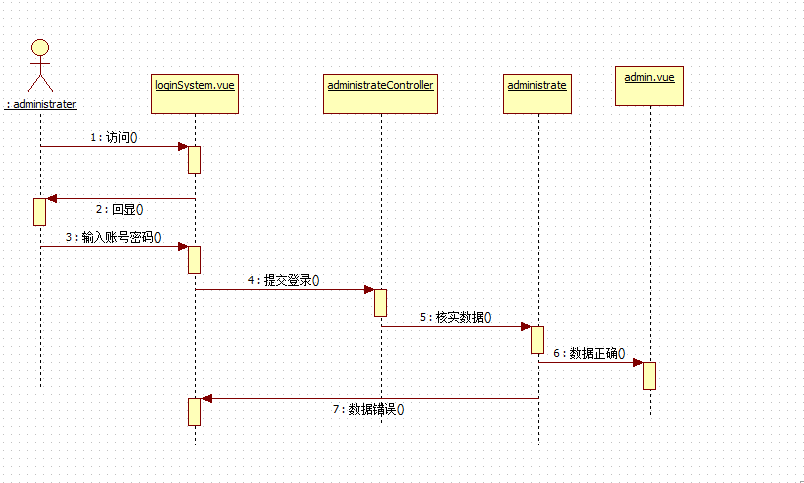 : administrater
loginSystem.vue
administrateController
administrate
admin.vue
1 : 访问()
2 : 回显()
3 : 输入账号密码()
4 : 提交登录()
5 : 核实数据()
6 : 数据正确()
7 : 数据错误()